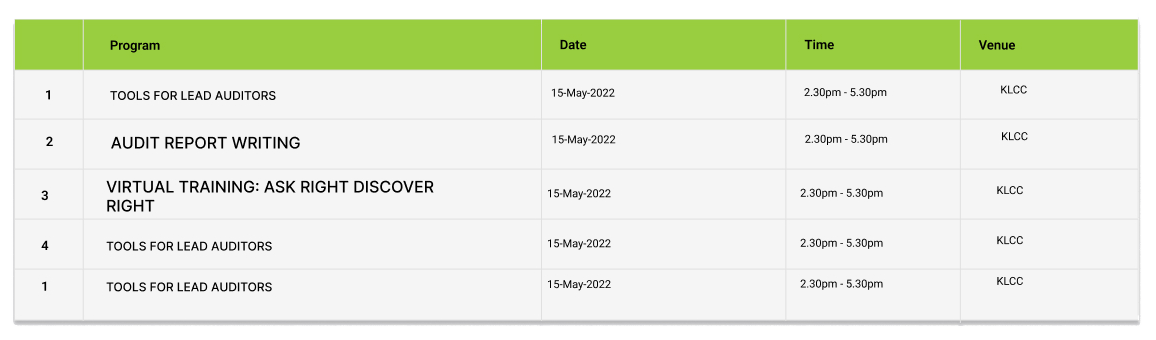 Program Date Time Venue
1 TOOLS FOR LEAD AUDITORS 15-May-2022 2.30pm - 5.30pm KLCC
2 AUDIT REPORT WRITING 15-May-2022 2.30pm - 5.30pm KLCC
3 VIRTUAL TRAINING: ASK RIGHT DISCOVER
RIGHT 15-May-2022 2.30pm - 5.30pm KLCC
4 TOOLS FOR LEAD AUDITORS 15-May-2022 2.30pm - 5.30pm KLCC
1 TOOLS FOR LEAD AUDITORS 15-May-2022 2.30pm - 5.30pm KLCC